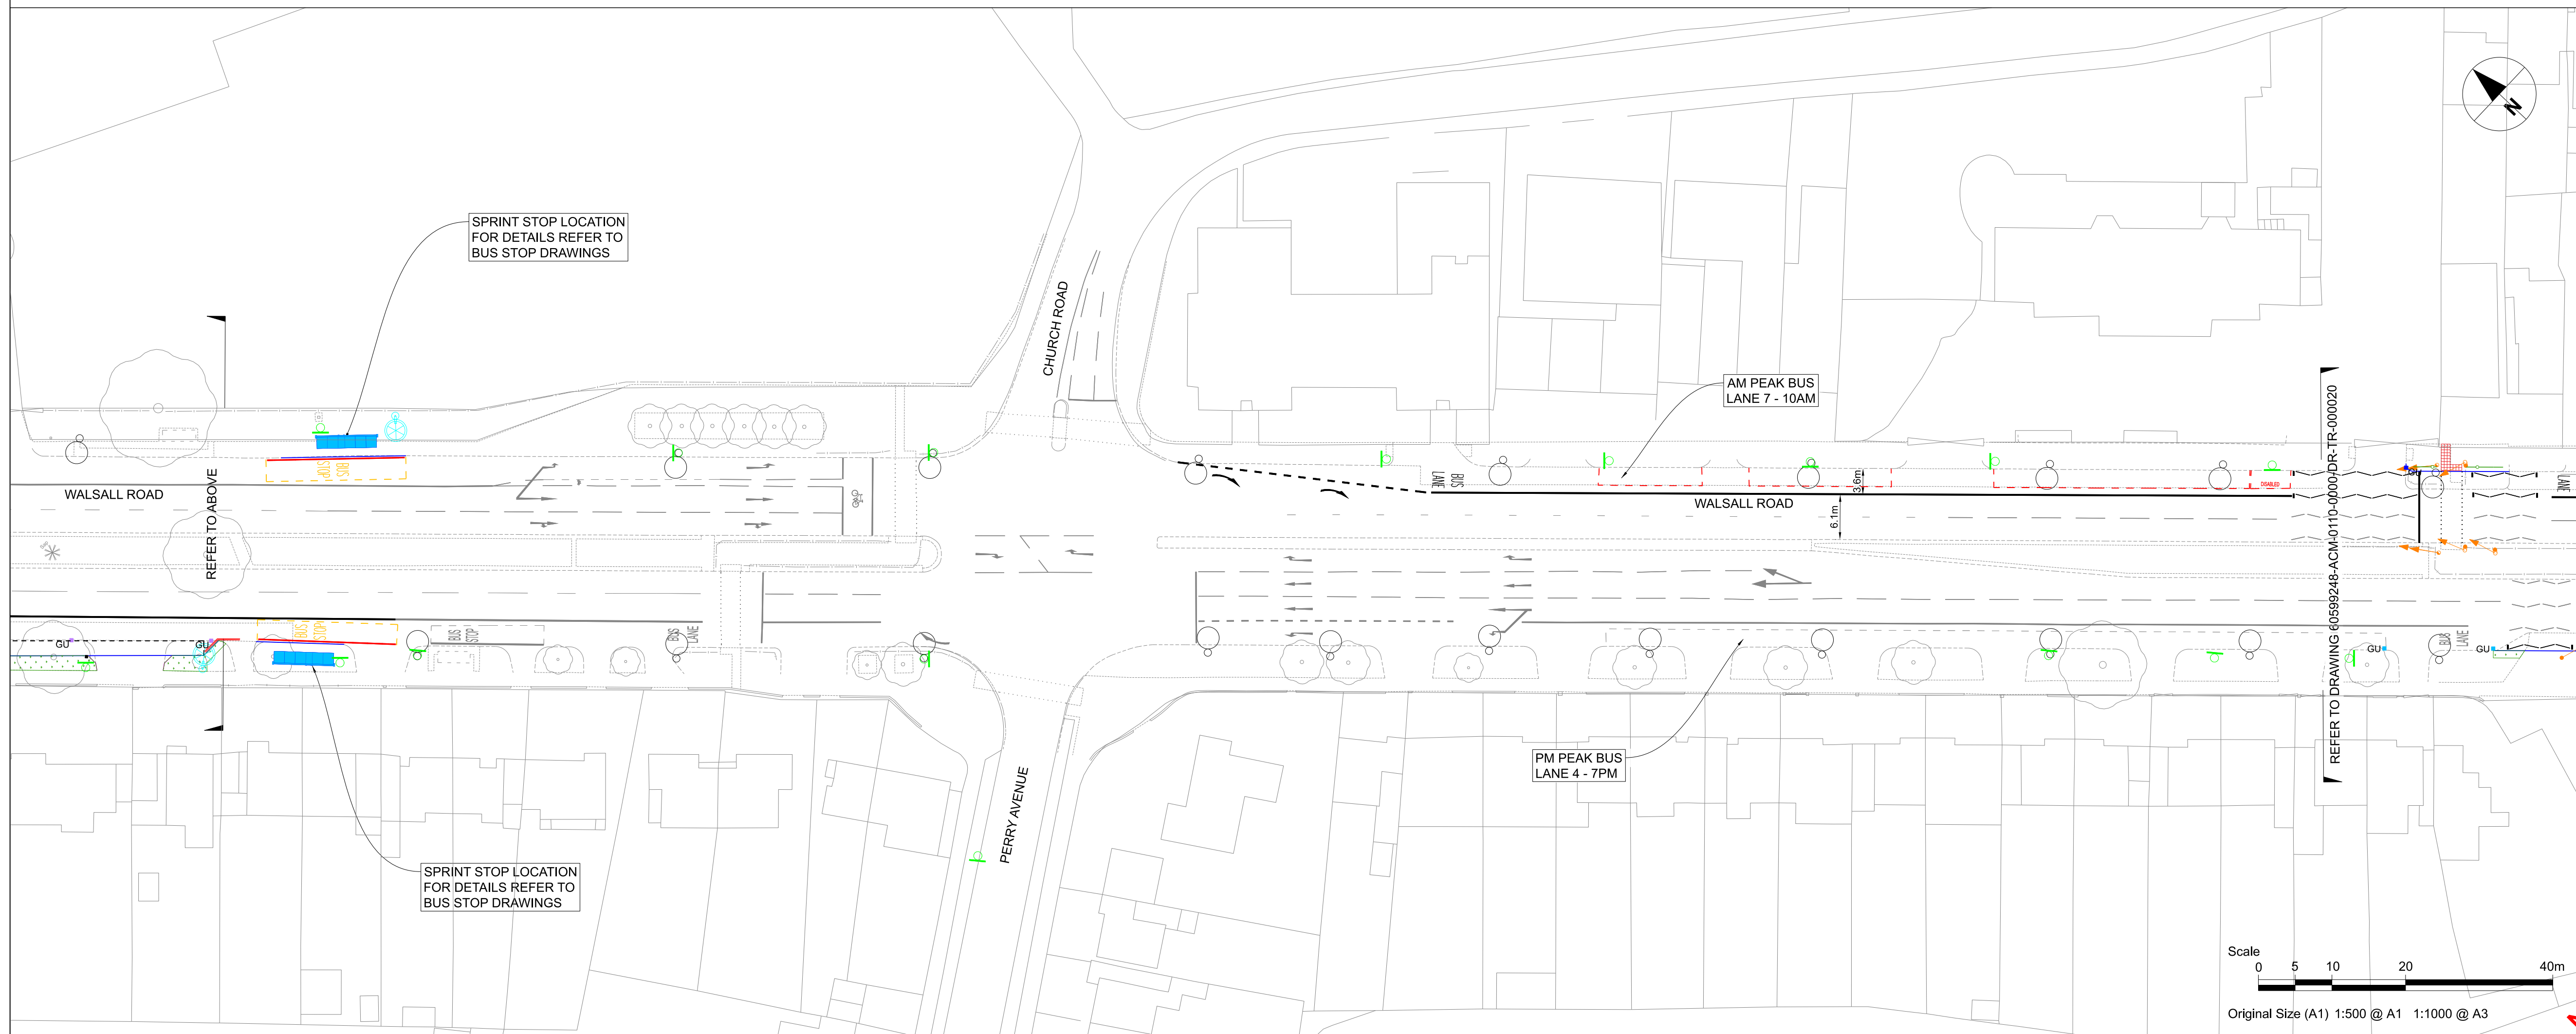 SPRINT STOP LOCATION
FOR DETAILS REFER TO
BUS STOP DRAWINGS
N
CHURCH ROAD
AM PEAK BUS
LANE 7 - 10AM
REFER TO ABOVE
BUS
STOP
WALSALL ROAD
BUS
LANE
WALSALL ROAD
3.6m
6.1m
DISABLED
LANE
REFER TO DRAWING 60599248-ACM-0110-0000-DR-TR-000020
GU
GU
BUS
STOP
BUS
STOP
BUS
LANE
BUS
LANE
GU
GU
PM PEAK BUS
LANE 4 - 7PM
PERRY AVENUE
SPRINT STOP LOCATION
FOR DETAILS REFER TO
BUS STOP DRAWINGS
Scale
0 5 10 20 40m
Original Size (A1) 1:500 @ A1 1:1000 @ A3